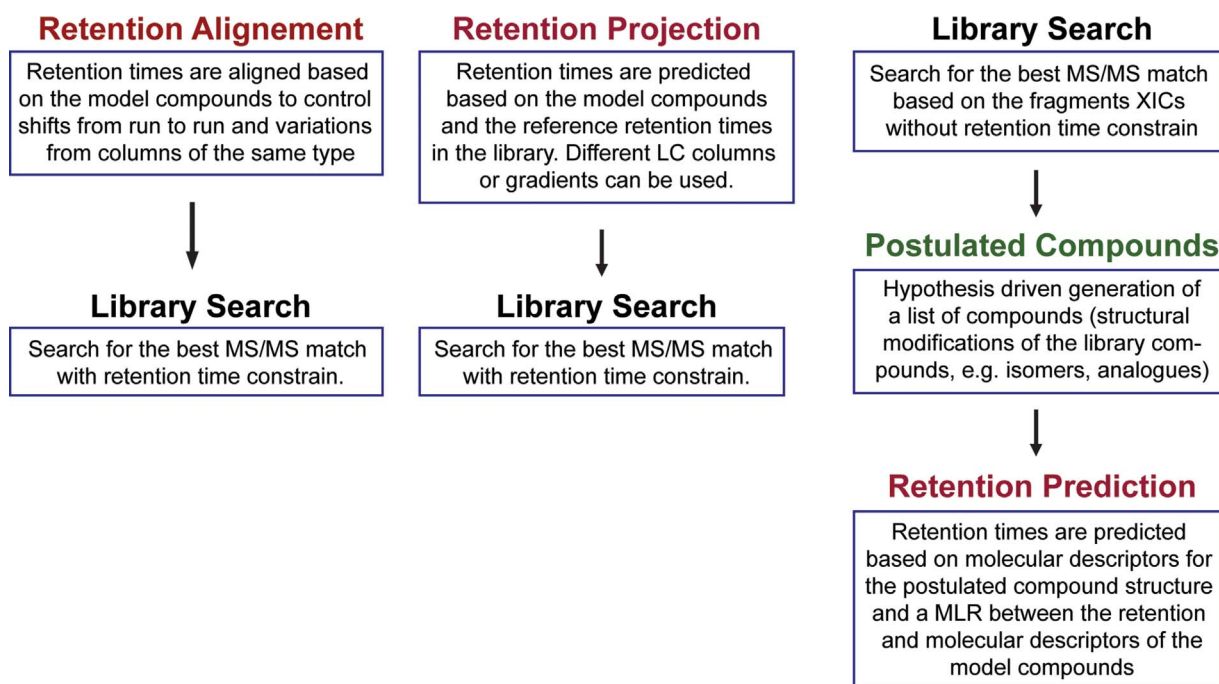 Retention Alignement
Retention times are aligned based
on the model compounds to control
shifts from run to run and variations
from columns of the same type
Library Search
Search for the best MS/MS match
with retention time constrain.
Retention Projection
Retention times are predicted
based on the model compounds
and the reference retention times
in the library. Different LC columns
or gradients can be used.
Library Search
Search for the best MS/MS match
with retention time constrain.
Library Search
Search for the best MS/MS match
based on the fragments XICs
without retention time constrain
Postulated Compounds
Hypothesis driven generation of
a list of compounds (structural
modifications of the library com-
pounds, e.g. isomers, analogues)
Retention Prediction
Retention times are predicted
based on molecular descriptors for
the postulated compound structure
and a MLR between the retention
and molecular descriptors of the
model compounds